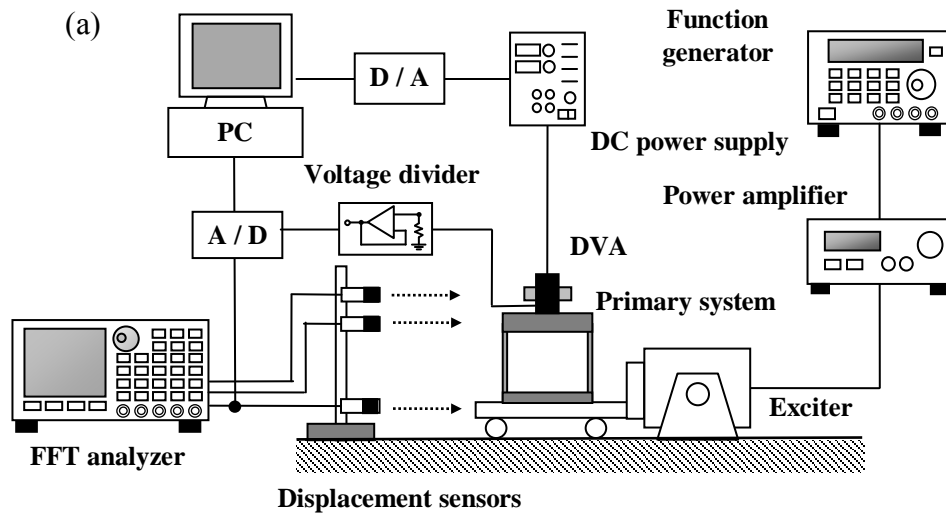 (a)
Function
generator
D / A
PC
DC power supply
Voltage divider
Power amplifier
A / D
DVA
Primary system
Exciter
FFT analyzer
Displacement sensors